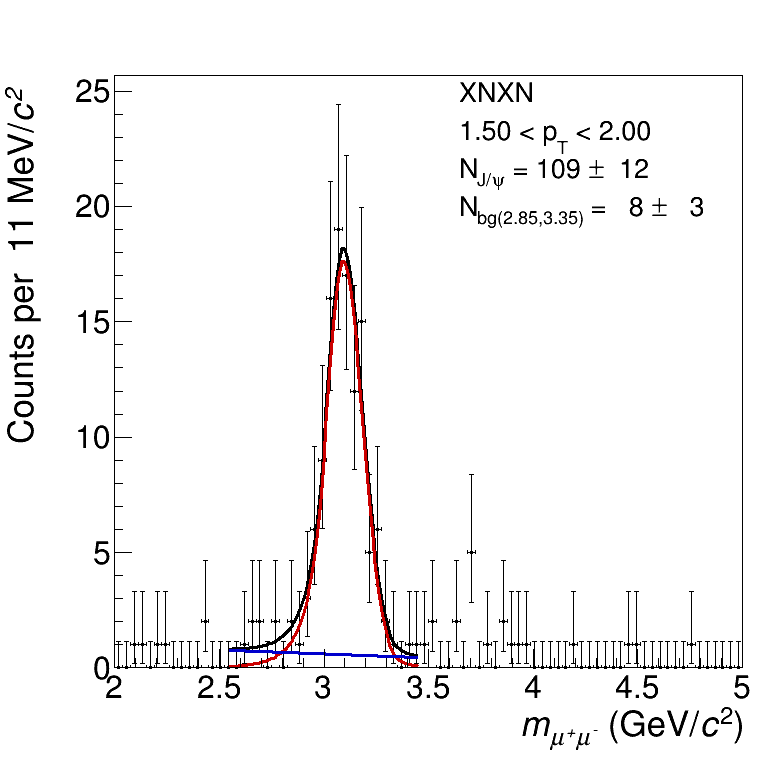 25
20
15
10
5
0
Counts per 11 MeV/c²
XNXN
1.50 < p_T < 2.00
N_J/ψ = 109 ± 12
N_bg(2.85,3.35) = 8 ± 3
2 2.5 3 3.5 4 4.5 5
m_μ⁺μ⁻ (GeV/c²)